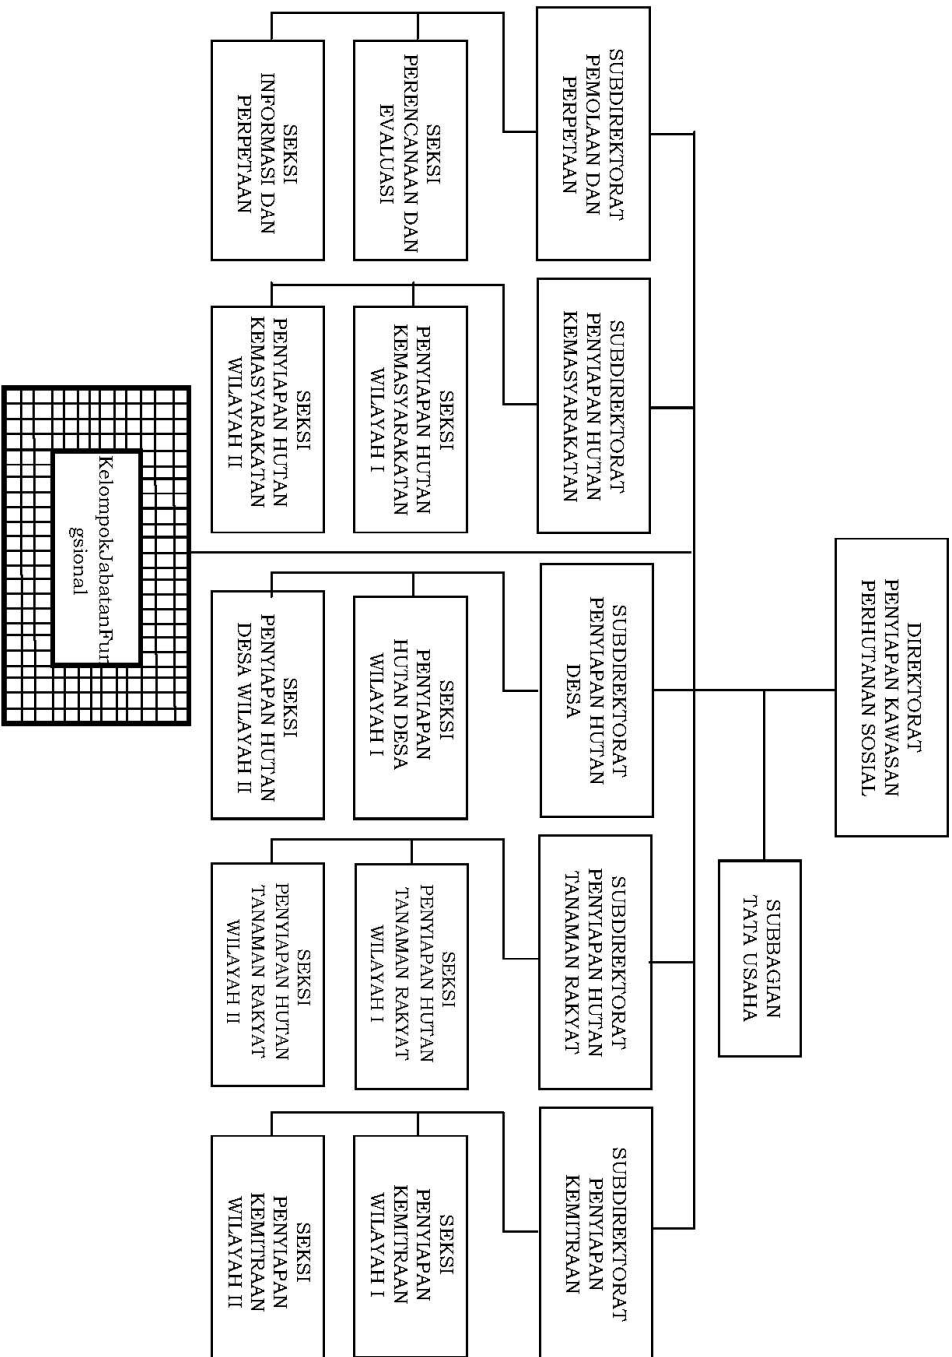 DIREKTORAT
PENYIAPAN KAWASAN
PERHUTANAN SOSIAL
SUBBAGIAN
TATA USAHA
SUBDIREKTORAT
PEMOLAAN DAN
PERPETAAN
SUBDIREKTORAT
PENYIAPAN HUTAN
KEMASYARAKATAN
SUBDIREKTORAT
PENYIAPAN HUTAN
DESA
SUBDIREKTORAT
PENYIAPAN HUTAN
TANAMAN RAKYAT
SUBDIREKTORAT
PENYIAPAN
KEMITRAAN
SEKSI
PERENCANAAN DAN
EVALUASI
SEKSI
PENYIAPAN HUTAN
KEMASYARAKATAN
WILAYAH I
SEKSI
PENYIAPAN
HUTAN DESA
WILAYAH I
SEKSI
PENYIAPAN HUTAN
TANAMAN RAKYAT
WILAYAH I
SEKSI
PENYIAPAN
KEMITRAAN
WILAYAH I
SEKSI
INFORMASI DAN
PERPETAAN
SEKSI
PENYIAPAN HUTAN
KEMASYARAKATAN
WILAYAH II
SEKSI
PENYIAPAN HUTAN
DESA WILAYAH II
SEKSI
PENYIAPAN HUTAN
TANAMAN RAKYAT
WILAYAH II
SEKSI
PENYIAPAN
KEMITRAAN
WILAYAH II
KelompokJabatanFun
gsional